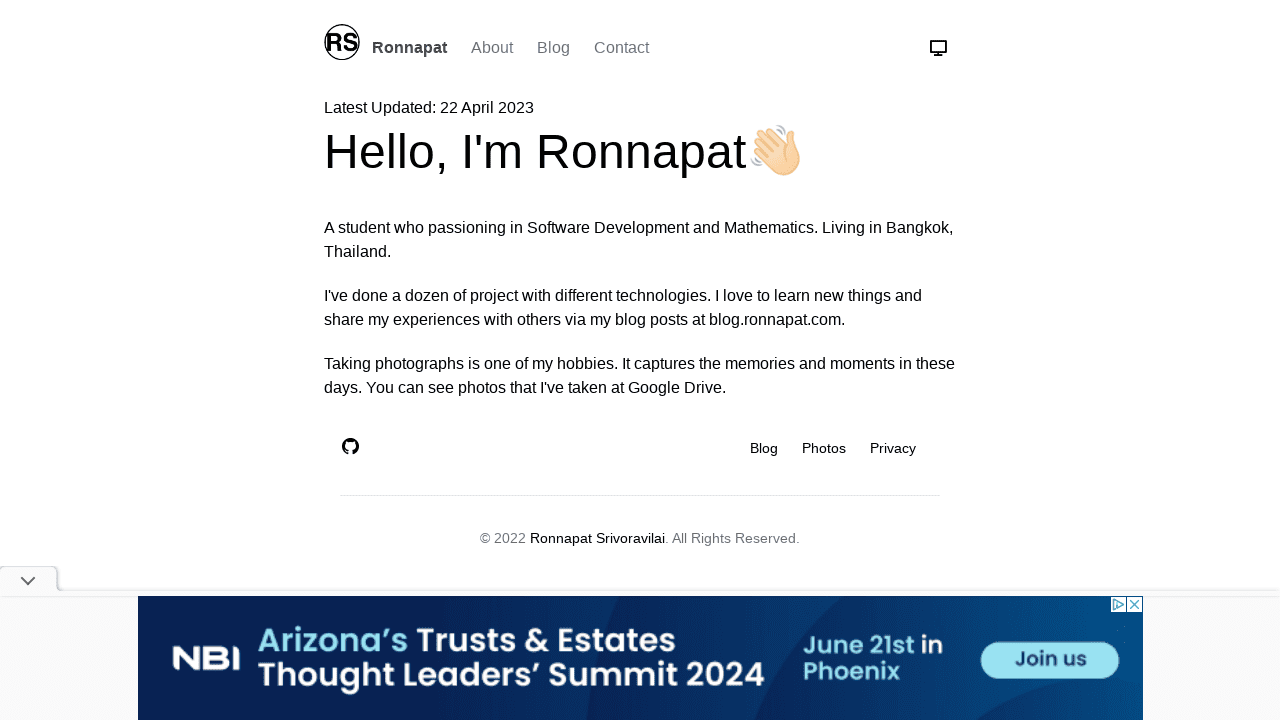 RS Ronnapat About Blog Contact
Latest Updated: 22 April 2023
Hello, I'm Ronnapat👋🏻
A student who passioning in Software Development and Mathematics. Living in Bangkok,
Thailand.
I've done a dozen of project with different technologies. I love to learn new things and
share my experiences with others via my blog posts at blog.ronnapat.com.
Taking photographs is one of my hobbies. It captures the memories and moments in these
days. You can see photos that I've taken at Google Drive.
Blog Photos Privacy
© 2022 Ronnapat Srivoravilai. All Rights Reserved.
NBI
Arizona's Trusts & Estates
Thought Leaders' Summit 2024
June 21st in
Phoenix
Join us